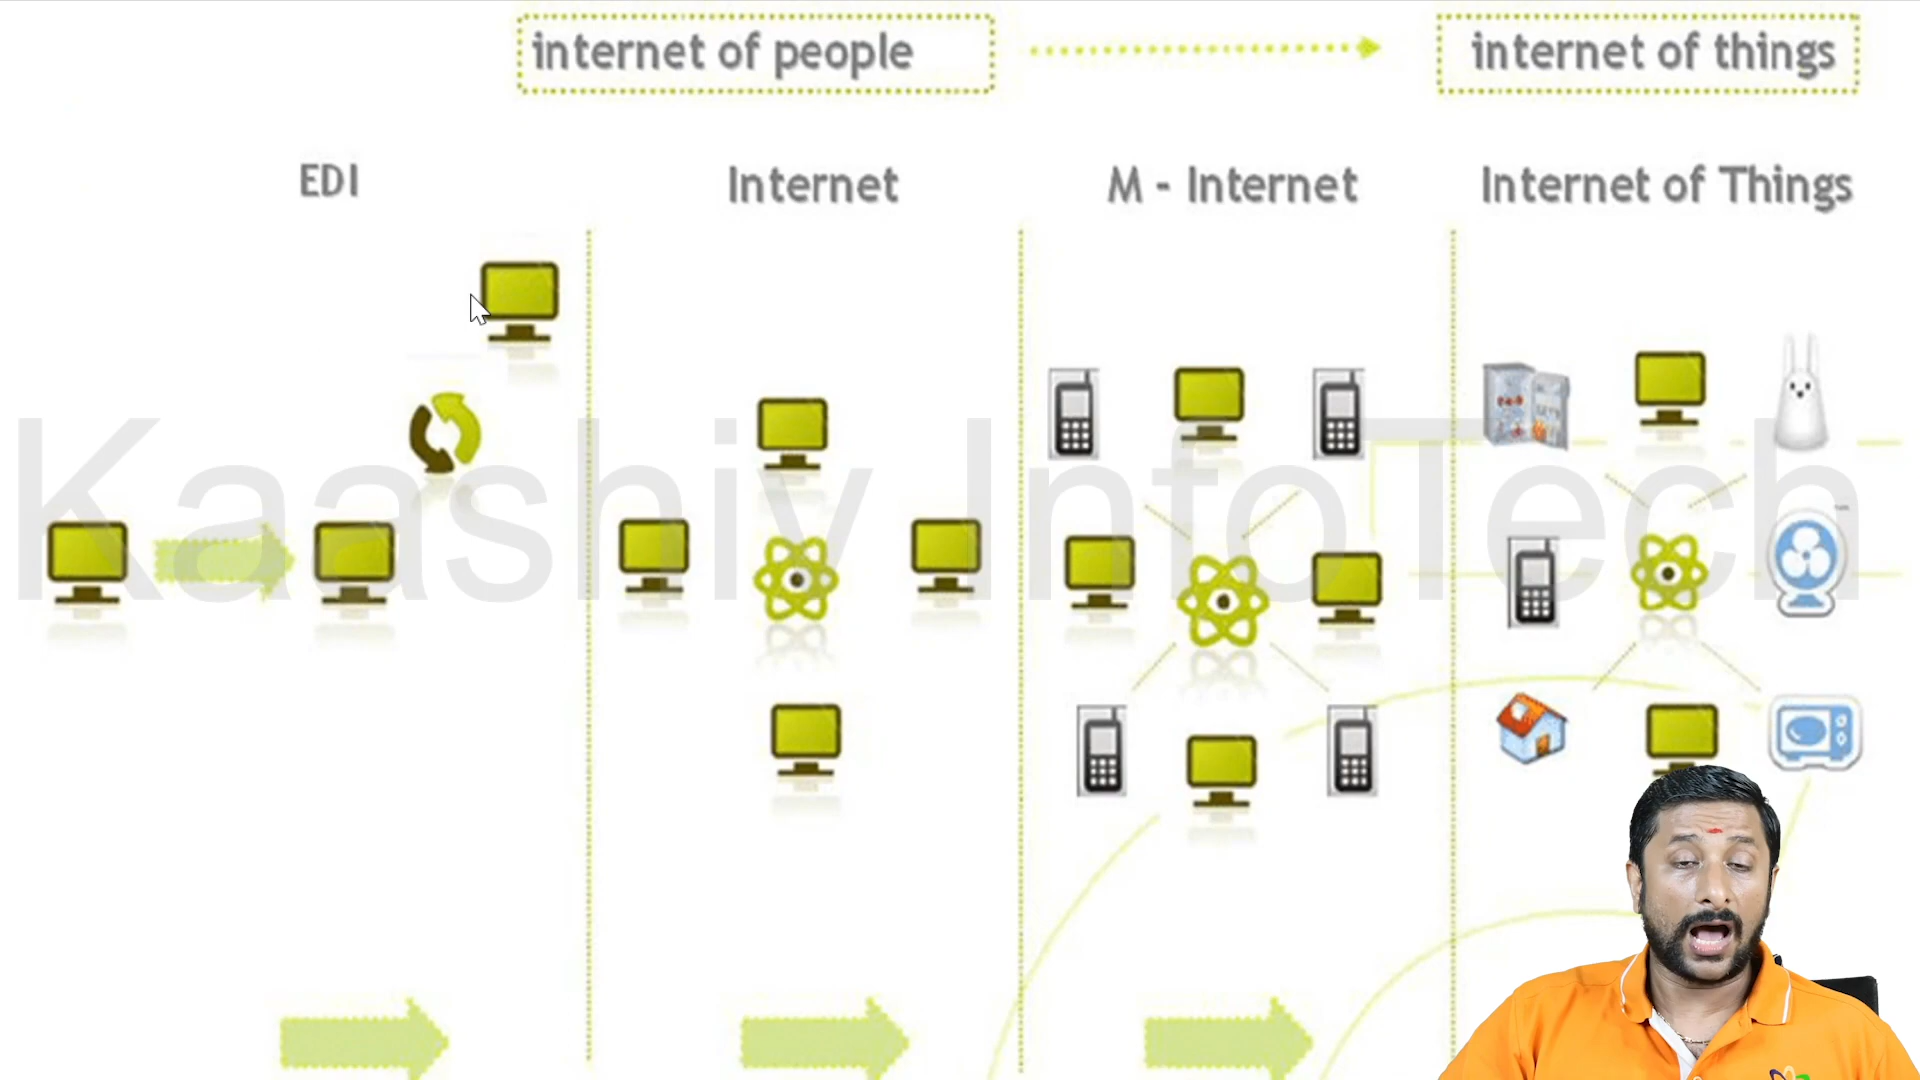 internet of people
internet of things
EDI
Internet
M - Internet
Internet of Things
Kaashiv InfoTech